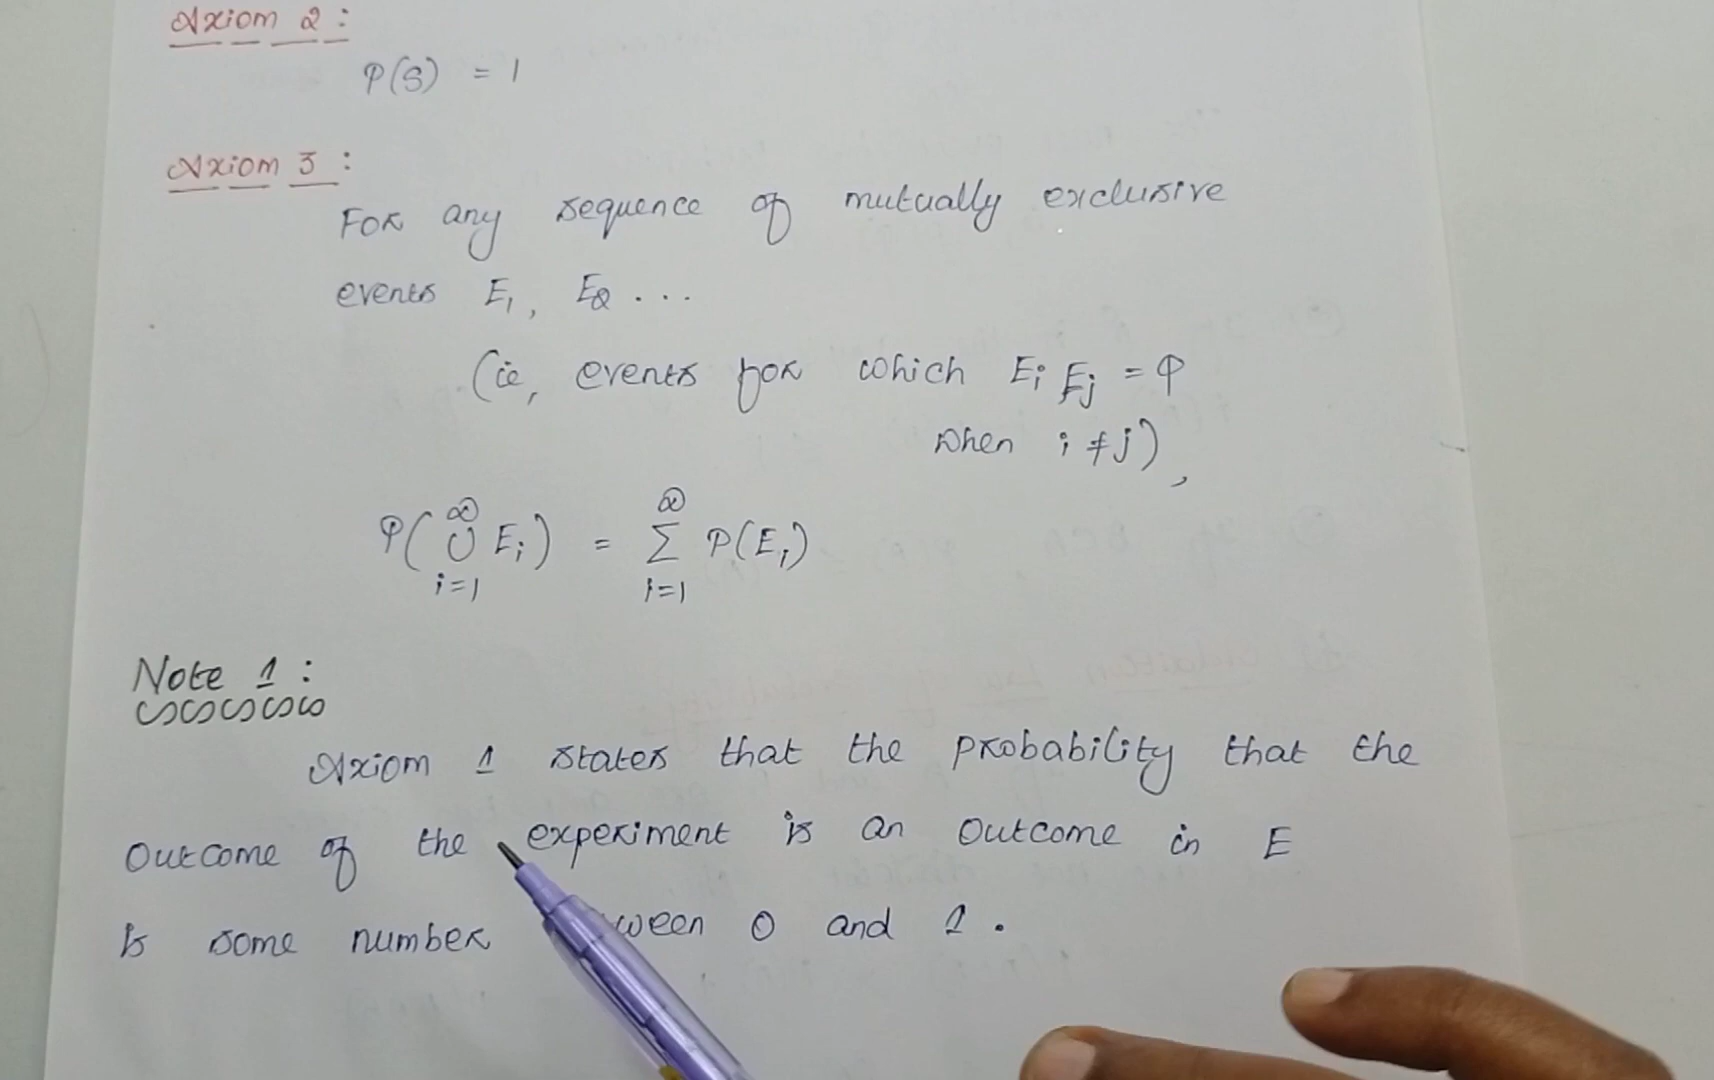 Axiom 2 :
P(S) = 1
Axiom 3 :
For any sequence of mutually exclusive
events E₁, E₂ ...
(ie, events for which Eᵢ Eⱼ = φ
when i ≠ j),
P( ∞ ∪ i=1 Eᵢ ) = ∞ Σ i=1 P(Eᵢ)
Note 1 :
Axiom 1 states that the probability that the
Outcome of the experiment is an Outcome in E
is some number ween 0 and 1.